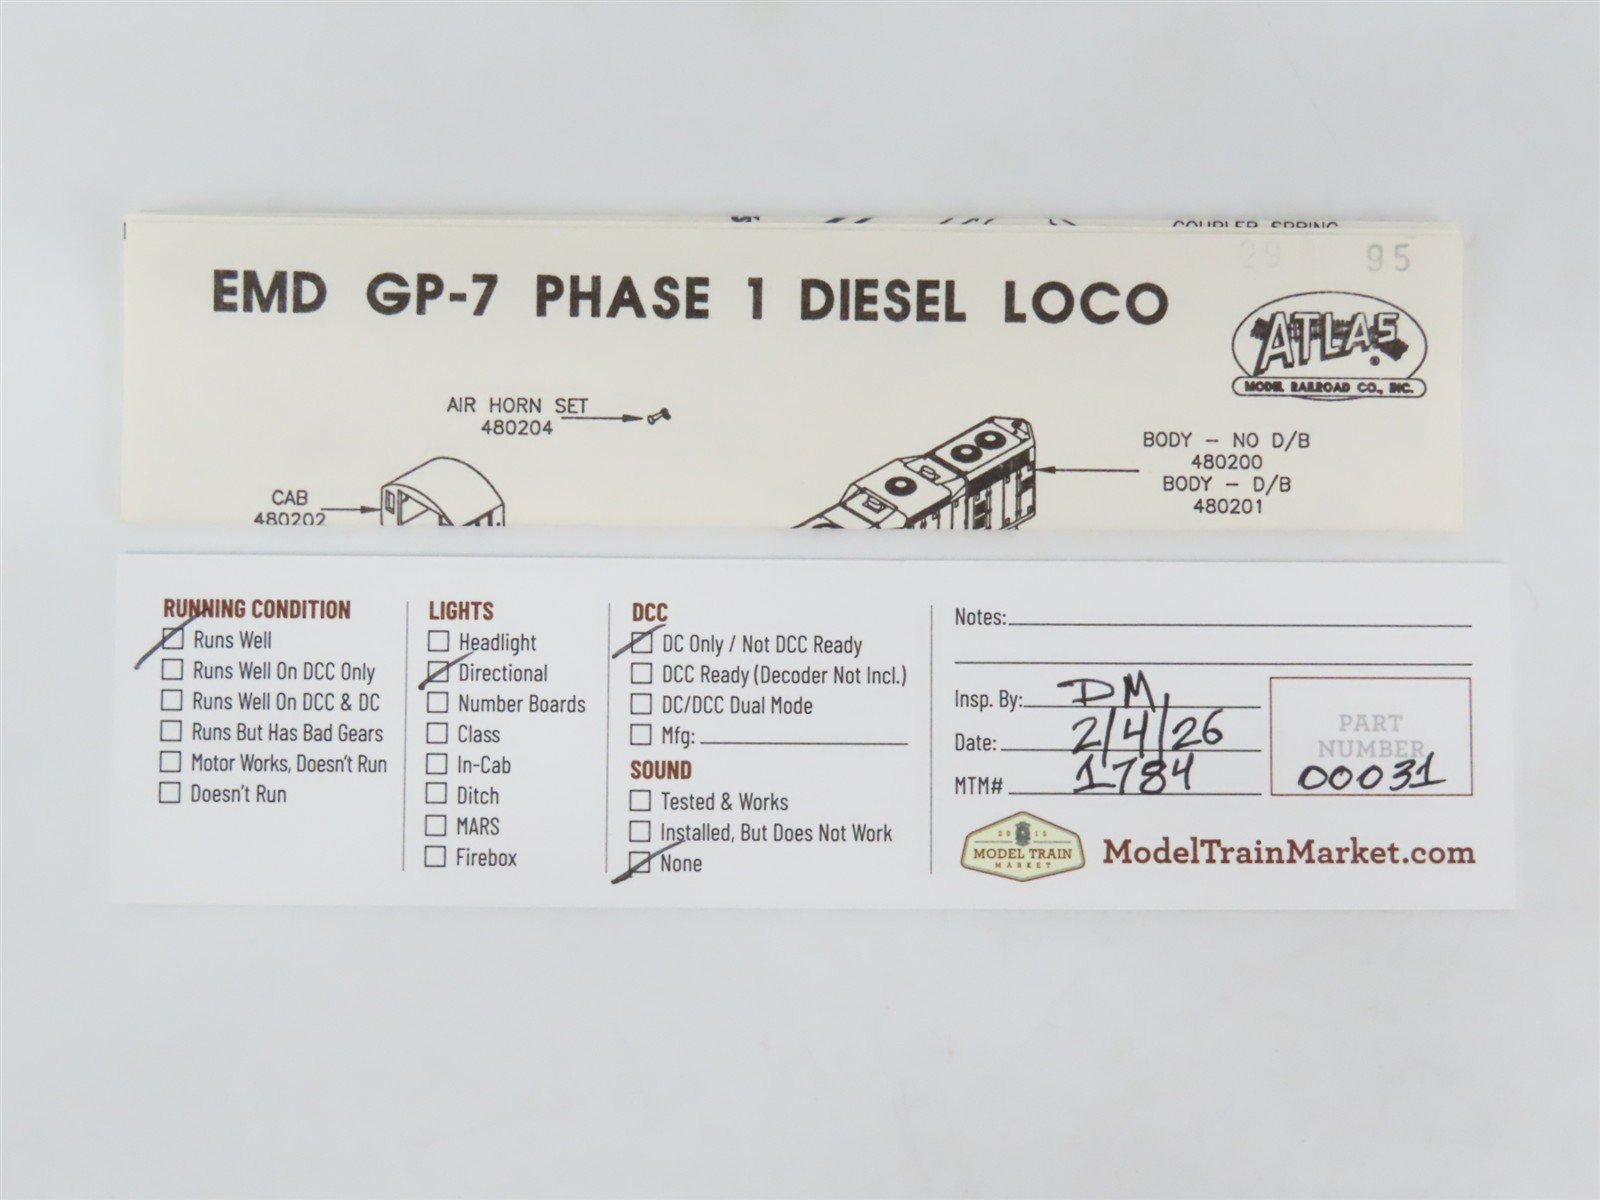 COUPLER SPRING
29 95
EMD GP-7 PHASE 1 DIESEL LOCO
ATLAS
®
MODEL RAILROAD CO., INC.
AIR HORN SET
480204
BODY - NO D/B
480200
BODY - D/B
480201
CAB
480202
RUNNING CONDITION
Runs Well
Runs Well On DCC Only
Runs Well On DCC & DC
Runs But Has Bad Gears
Motor Works, Doesn't Run
Doesn't Run
LIGHTS
Headlight
Directional
Number Boards
Class
In-Cab
Ditch
MARS
Firebox
DCC
DC Only / Not DCC Ready
DCC Ready (Decoder Not Incl.)
DC/DCC Dual Mode
Mfg:
SOUND
Tested & Works
Installed, But Does Not Work
None
Notes:
Insp. By: DM
Date: 2/4/26
MTM# 1784
PART
NUMBER
00031
2015
MODEL TRAIN
MARKET
ModelTrainMarket.com